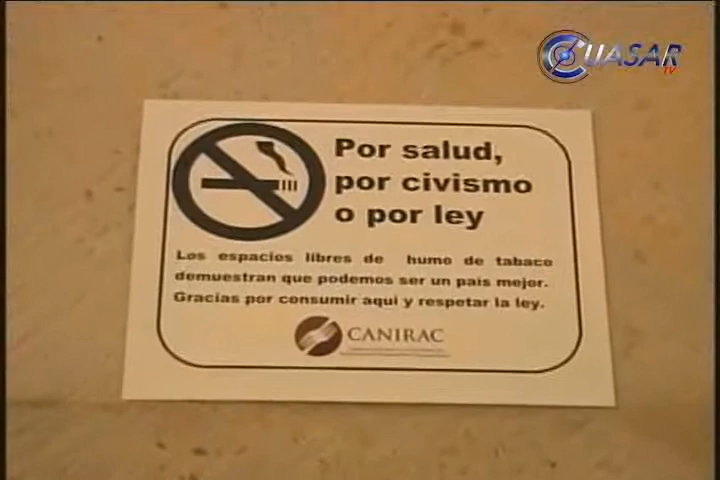 CUASAR
TV
Por salud,
por civismo
o por ley
Los espacios libres de humo de tabaco
demuestran que podemos ser un país mejor.
Gracias por consumir aquí y respetar la ley.
CANIRAC